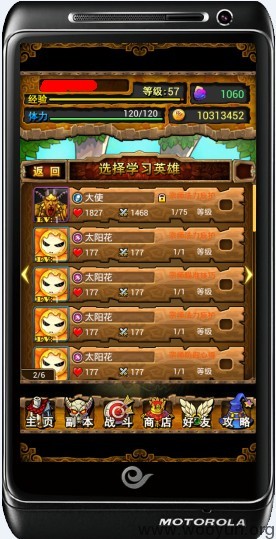 等级:57
经验
1060
体力
120/120
10313452
返回
选择学习英雄
大使
1827
1468
1/75
等级
太阳花
177
177
1/1
等级
太阳花
177
177
1/1
等级
太阳花
177
177
1/1
等级
太阳花
177
177
1/1
等级
2/6
主页
副本
战斗
商店
好友
攻略
MOTOROLA